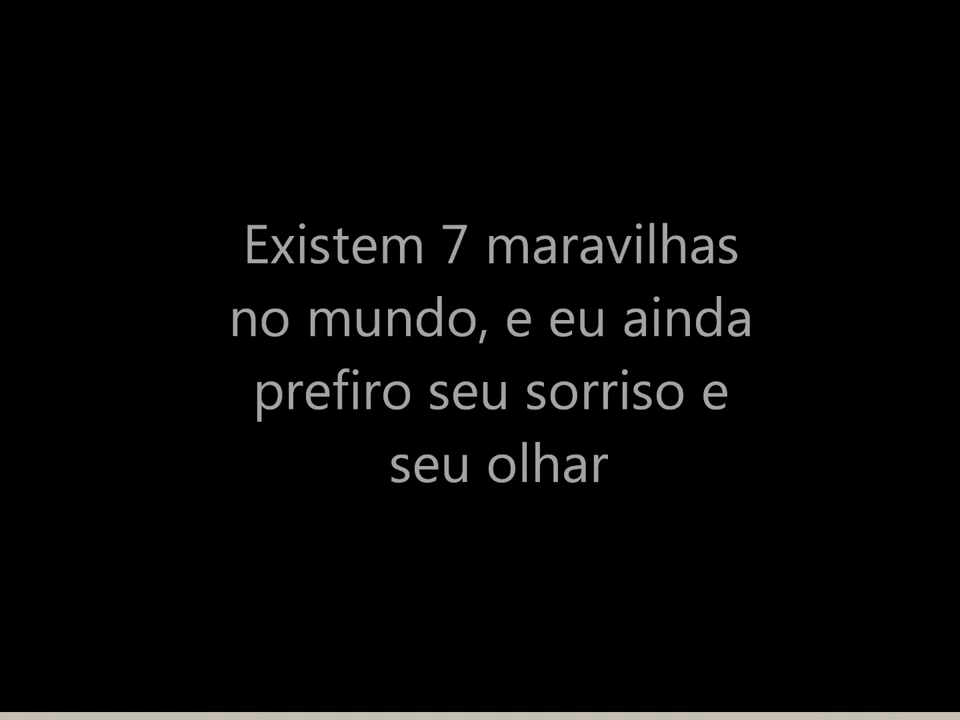 Existem 7 maravilhas
no mundo, e eu ainda
prefiro seu sorriso e
seu olhar